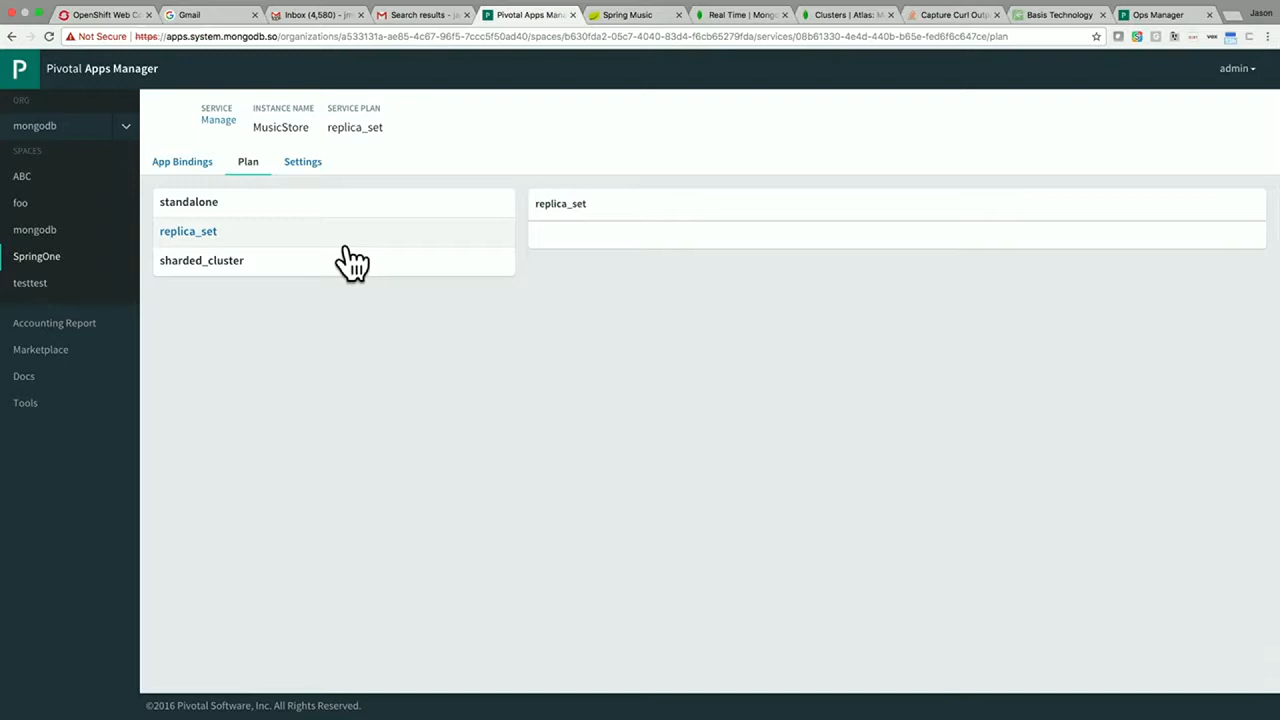 OpenShift Web Co
Gmail
Inbox (4,580) - jm
Search results - ja
Pivotal Apps Mana
Spring Music
Real Time | Mong
Clusters | Atlas: M
Capture Curl Outp
Basis Technology
Ops Manager
Jason
Not Secure
https://apps.system.mongodb.so/organizations/a533131a-ae85-4c67-96f5-7ccc5f50ad40/spaces/b630fda2-05c7-4040-83d4-f6cb65279fda/services/08b61330-4e4d-440b-b65e-fed6f6c647ce/plan
P
Pivotal Apps Manager
admin
ORG
mongodb
SPACES
ABC
foo
mongodb
SpringOne
testtest
Accounting Report
Marketplace
Docs
Tools
SERVICE
Manage
INSTANCE NAME
MusicStore
SERVICE PLAN
replica_set
App Bindings
Plan
Settings
standalone
replica_set
sharded_cluster
replica_set
©2016 Pivotal Software, Inc. All Rights Reserved.